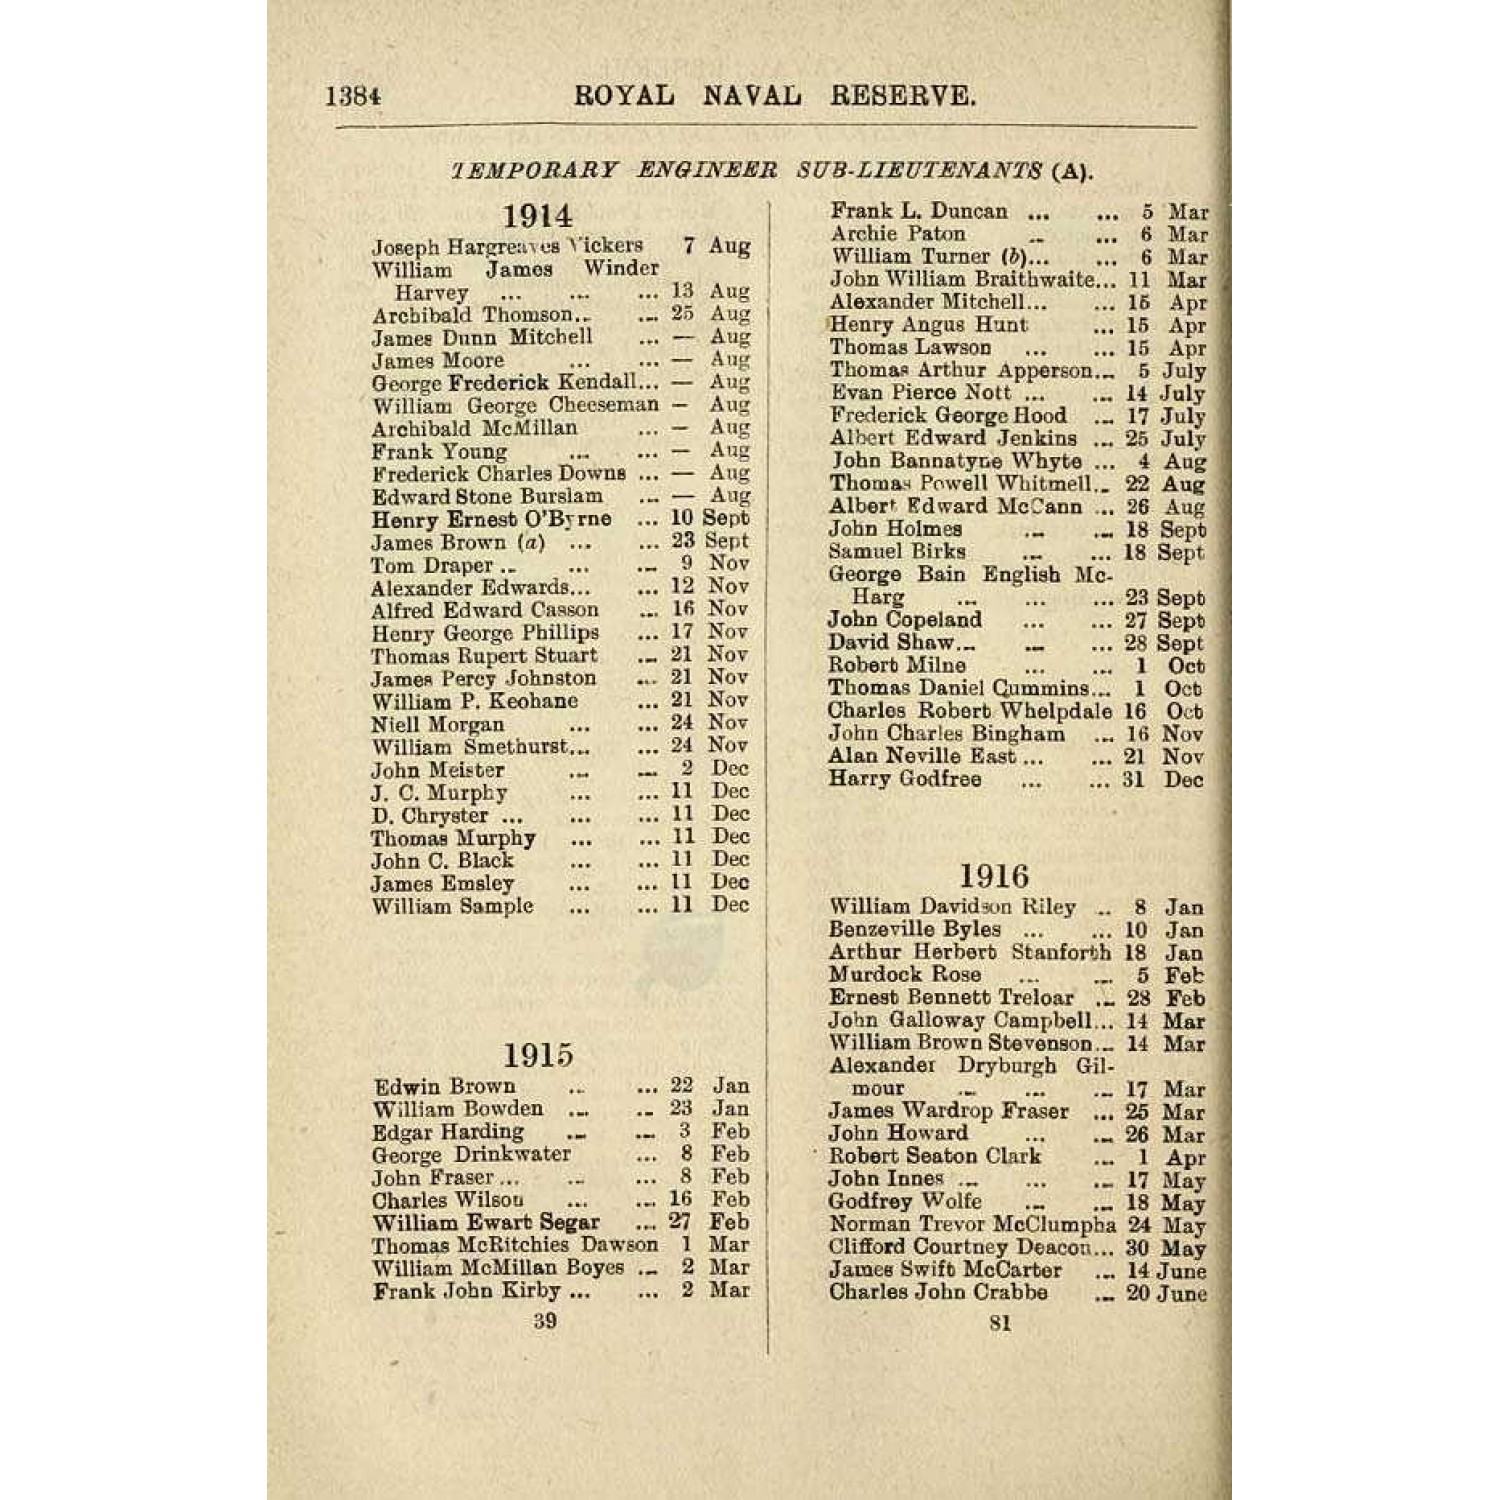 1384 ROYAL NAVAL RESERVE.
TEMPORARY ENGINEER SUB-LIEUTENANTS (A).
1914
Joseph Hargreaves Vickers 7 Aug
William James Winder
Harvey ... ... ... 13 Aug
Archibald Thomson... ... 25 Aug
James Dunn Mitchell ... — Aug
James Moore ... ... — Aug
George Frederick Kendall... — Aug
William George Cheeseman — Aug
Archibald McMillan ... — Aug
Frank Young ... ... — Aug
Frederick Charles Downs ... — Aug
Edward Stone Burslam ... — Aug
Henry Ernest O'Byrne ... 10 Sept
James Brown (a) ... ... 23 Sept
Tom Draper ... ... ... 9 Nov
Alexander Edwards... ... 12 Nov
Alfred Edward Casson ... 16 Nov
Henry George Phillips ... 17 Nov
Thomas Rupert Stuart ... 21 Nov
James Percy Johnston ... 21 Nov
William P. Keohane ... 21 Nov
Niell Morgan ... ... 24 Nov
William Smethurst... ... 24 Nov
John Meister ... ... 2 Dec
J. C. Murphy ... ... 11 Dec
D. Chryster ... ... ... 11 Dec
Thomas Murphy ... ... 11 Dec
John C. Black ... ... 11 Dec
James Emsley ... ... 11 Dec
William Sample ... ... 11 Dec
1915
Edwin Brown ... ... 22 Jan
William Bowden ... ... 23 Jan
Edgar Harding ... ... 3 Feb
George Drinkwater ... 8 Feb
John Fraser... ... ... 8 Feb
Charles Wilson ... ... 16 Feb
William Ewart Segar ... 27 Feb
Thomas McRitchies Dawson 1 Mar
William McMillan Boyes ... 2 Mar
Frank John Kirby ... ... 2 Mar
39
Frank L. Duncan ... ... 5 Mar
Archie Paton ... ... 6 Mar
William Turner (b)... ... 6 Mar
John William Braithwaite... 11 Mar
Alexander Mitchell... ... 15 Apr
Henry Angus Hunt ... 15 Apr
Thomas Lawson ... ... 15 Apr
Thomas Arthur Apperson... 5 July
Evan Pierce Nott ... ... 14 July
Frederick George Hood ... 17 July
Albert Edward Jenkins ... 25 July
John Bannatyne Whyte ... 4 Aug
Thomas Powell Whitmell... 22 Aug
Albert Edward McCann ... 26 Aug
John Holmes ... ... 18 Sept
Samuel Birks ... ... 18 Sept
George Bain English Mc-
Harg ... ... ... 23 Sept
John Copeland ... ... 27 Sept
David Shaw... ... ... 28 Sept
Robert Milne ... ... 1 Oct
Thomas Daniel Cummins... 1 Oct
Charles Robert Whelpdale 16 Oct
John Charles Bingham ... 16 Nov
Alan Neville East ... ... 21 Nov
Harry Godfree ... ... 31 Dec
1916
William Davidson Riley ... 8 Jan
Benzeville Byles ... ... 10 Jan
Arthur Herbert Stanforth 18 Jan
Murdock Rose ... ... 5 Feb
Ernest Bennett Treloar ... 28 Feb
John Galloway Campbell... 14 Mar
William Brown Stevenson... 14 Mar
Alexander Dryburgh Gil-
mour ... ... ... 17 Mar
James Wardrop Fraser ... 25 Mar
John Howard ... ... 26 Mar
Robert Seaton Clark ... 1 Apr
John Innes ... ... ... 17 May
Godfrey Wolfe ... ... 18 May
Norman Trevor McClumpha 24 May
Clifford Courtney Deacon... 30 May
James Swift McCarter ... 14 June
Charles John Crabbe ... 20 June
81